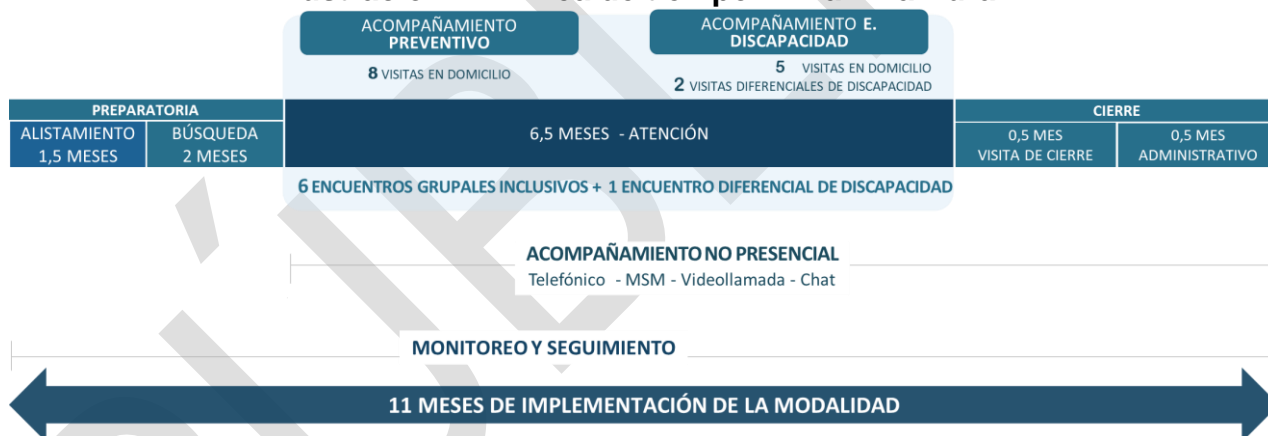 ACOMPAÑAMIENTO
PREVENTIVO
ACOMPAÑAMIENTO E.
DISCAPACIDAD
8 VISITAS EN DOMICILIO
5 VISITAS EN DOMICILIO
2 VISITAS DIFERENCIALES DE DISCAPACIDAD
PREPARATORIA
ALISTAMIENTO
1,5 MESES
BÚSQUEDA
2 MESES
6,5 MESES - ATENCIÓN
CIERRE
0,5 MES
VISITA DE CIERRE
0,5 MES
ADMINISTRATIVO
6 ENCUENTROS GRUPALES INCLUSIVOS + 1 ENCUENTRO DIFERENCIAL DE DISCAPACIDAD
ACOMPAÑAMIENTO NO PRESENCIAL
Telefónico - MSM - Videollamada - Chat
MONITOREO Y SEGUIMIENTO
11 MESES DE IMPLEMENTACIÓN DE LA MODALIDAD